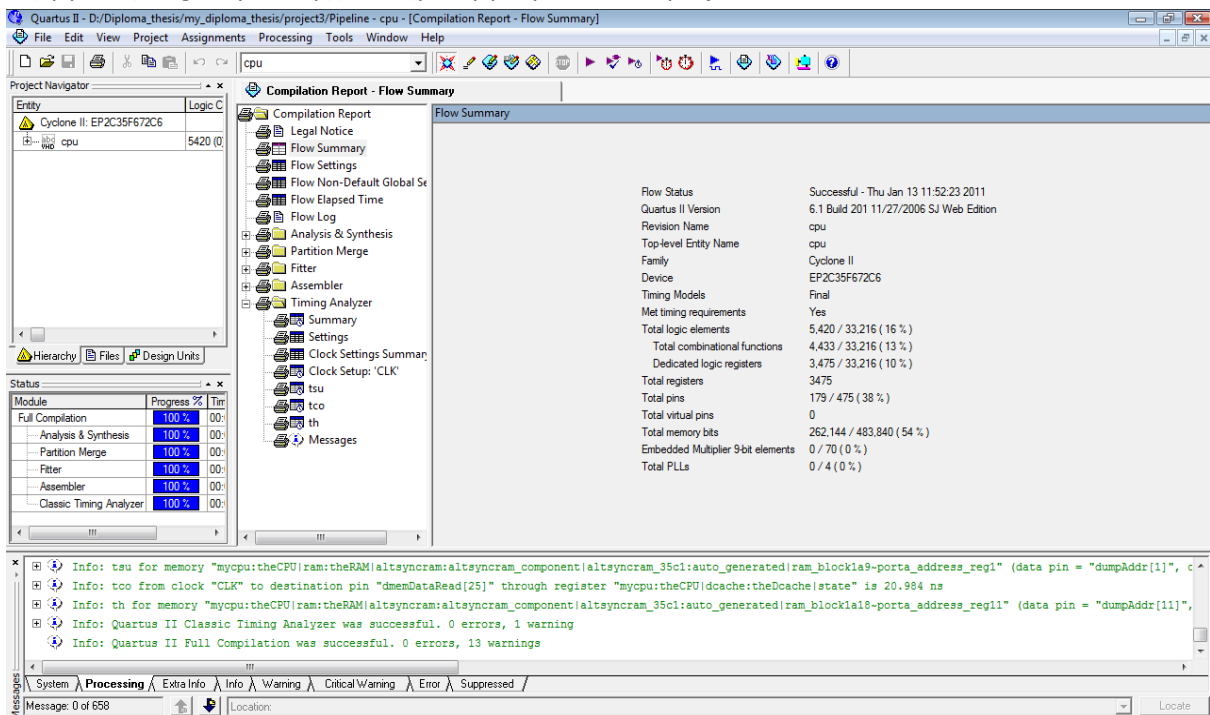 Quartus II - D:/Diploma_thesis/my_diploma_thesis/project3/Pipeline - cpu - [Compilation Report - Flow Summary]
File Edit View Project Assignments Processing Tools Window Help
cpu
Project Navigator
Entity Logic C
Cyclone II: EP2C35F672C6
cpu 5420 (0)
Hierarchy Files Design Units
Status
Module Progress % Tim
Full Compilation 100 % 00:
Analysis & Synthesis 100 % 00:
Partition Merge 100 % 00:
Fitter 100 % 00:
Assembler 100 % 00:
Classic Timing Analyzer 100 % 00:
Compilation Report - Flow Summary
Compilation Report
Legal Notice
Flow Summary
Flow Settings
Flow Non-Default Global Se
Flow Elapsed Time
Flow Log
Analysis & Synthesis
Partition Merge
Fitter
Assembler
Timing Analyzer
Summary
Settings
Clock Settings Summar
Clock Setup: 'CLK'
tsu
tco
th
Messages
Flow Summary
Flow Status Successful - Thu Jan 13 11:52:23 2011
Quartus II Version 6.1 Build 201 11/27/2006 SJ Web Edition
Revision Name cpu
Top-level Entity Name cpu
Family Cyclone II
Device EP2C35F672C6
Timing Models Final
Met timing requirements Yes
Total logic elements 5,420 / 33,216 ( 16 % )
Total combinational functions 4,433 / 33,216 ( 13 % )
Dedicated logic registers 3,475 / 33,216 ( 10 % )
Total registers 3475
Total pins 179 / 475 ( 38 % )
Total virtual pins 0
Total memory bits 262,144 / 483,840 ( 54 % )
Embedded Multiplier 9-bit elements 0 / 70 ( 0 % )
Total PLLs 0 / 4 ( 0 % )
Info: tsu for memory "mycpu:theCPU|ram:theRAM|altsyncram:altsyncram_component|altsyncram_35c1:auto_generated|ram_block1a9~porta_address_reg1" (data pin = "dumpAddr[1]", c
Info: tco from clock "CLK" to destination pin "dmemDataRead[25]" through register "mycpu:theCPU|dcache:theDcache|state" is 20.984 ns
Info: th for memory "mycpu:theCPU|ram:theRAM|altsyncram:altsyncram_component|altsyncram_35c1:auto_generated|ram_block1a18~porta_address_reg11" (data pin = "dumpAddr[11]",
Info: Quartus II Classic Timing Analyzer was successful. 0 errors, 1 warning
Info: Quartus II Full Compilation was successful. 0 errors, 13 warnings
System Processing Extra Info Info Warning Critical Warning Error Suppressed
Messages
Message: 0 of 658 Location: Locate